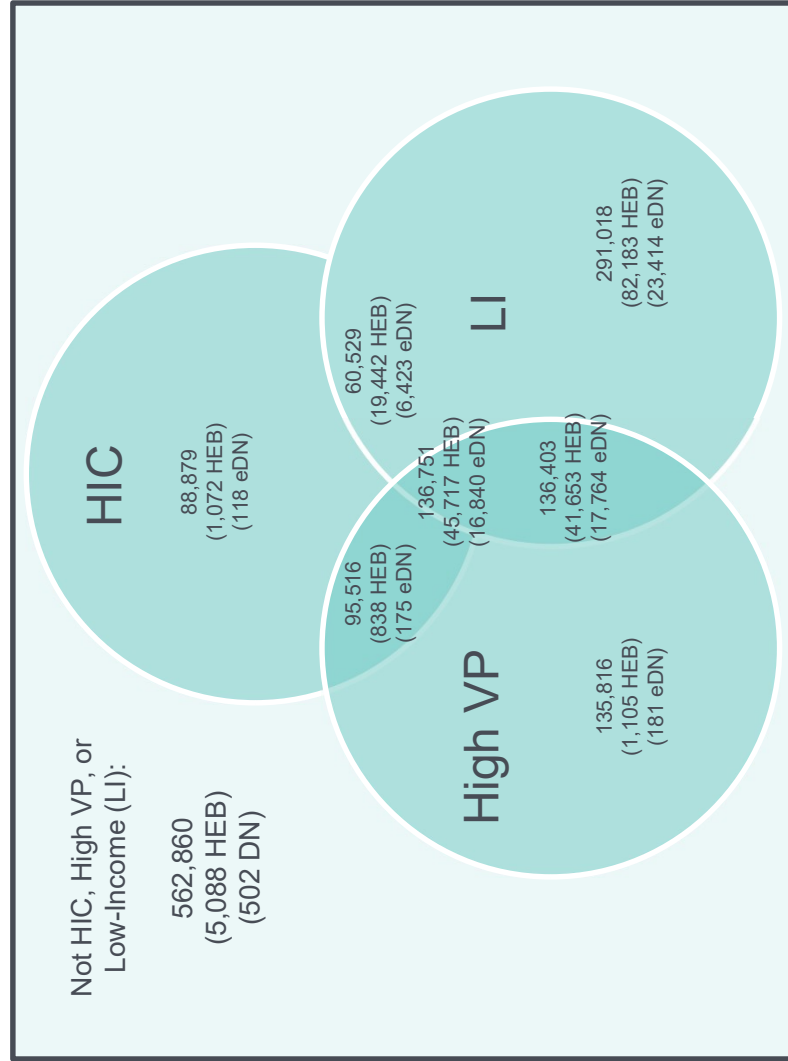 Not HIC, High VP, or
Low-Income (LI):
562,860
(5,088 HEB)
(502 DN)
HIC
88,879
(1,072 HEB)
(118 eDN)
95,516
(838 HEB)
(175 eDN)
60,529
(19,442 HEB)
(6,423 eDN)
136,751
(45,717 HEB)
(16,840 eDN)
High VP
LI
135,816
(1,105 HEB)
(181 eDN)
136,403
(41,653 HEB)
(17,764 eDN)
291,018
(82,183 HEB)
(23,414 eDN)